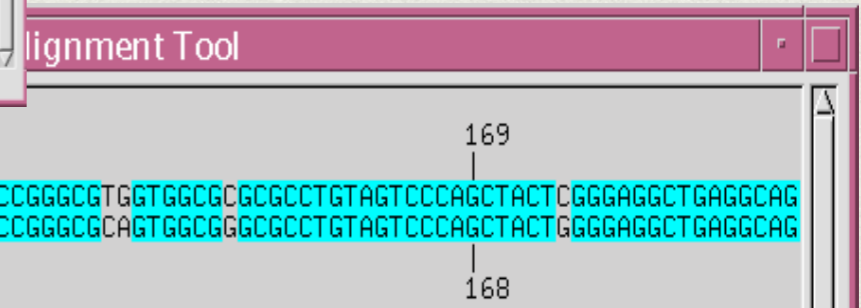 lignment Tool
169
CCGGGCGTGGTGGCGCGCGCCTGTAGTCCCAGCTACTCGGGAGGCTGAGGCAG
CCGGGCGCAGTGGCGGGCGCCTGTAGTCCCAGCTACTGGGGAGGCTGAGGCAG
168